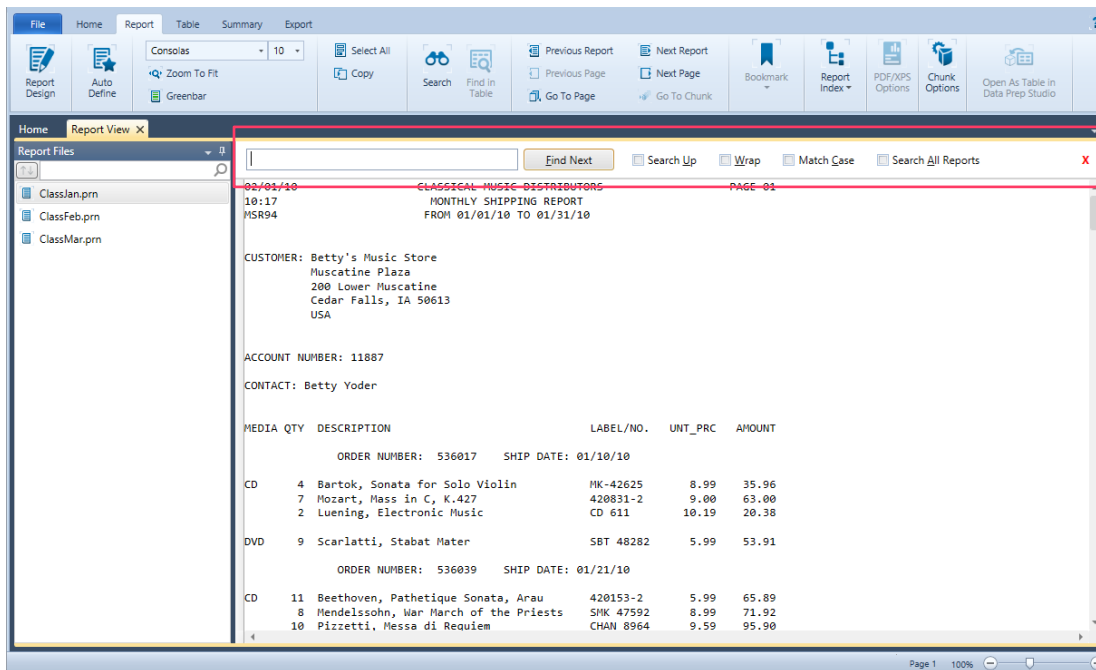 File Home Report Table Summary Export
Report Design
Auto Define
Consolas 10
Zoom To Fit
Greenbar
Select All
Copy
Search
Find in Table
Previous Report
Previous Page
Go To Page
Next Report
Next Page
Go To Chunk
Bookmark
Report Index
PDF/XPS Options
Chunk Options
Open As Table in Data Prep Studio
Home Report View X
Report Files
ClassJan.prn
ClassFeb.prn
ClassMar.prn
Find Next Search Up Wrap Match Case Search All Reports X
02/01/10 CLASSICAL MUSIC DISTRIBUTORS PAGE 01
10:17 MONTHLY SHIPPING REPORT
MSR94 FROM 01/01/10 TO 01/31/10
CUSTOMER: Betty's Music Store
Muscatine Plaza
200 Lower Muscatine
Cedar Falls, IA 50613
USA
ACCOUNT NUMBER: 11887
CONTACT: Betty Yoder
MEDIA QTY DESCRIPTION LABEL/NO. UNT_PRC AMOUNT
ORDER NUMBER: 536017 SHIP DATE: 01/10/10
CD 4 Bartok, Sonata for Solo Violin MK-42625 8.99 35.96
7 Mozart, Mass in C, K.427 420831-2 9.00 63.00
2 Luening, Electronic Music CD 611 10.19 20.38
DVD 9 Scarlatti, Stabat Mater SBT 48282 5.99 53.91
ORDER NUMBER: 536039 SHIP DATE: 01/21/10
CD 11 Beethoven, Pathetique Sonata, Arau 420153-2 5.99 65.89
8 Mendelssohn, War March of the Priests SMK 47592 8.99 71.92
10 Pizzetti, Messa di Requiem CHAN 8964 9.59 95.90
Page 1 100%